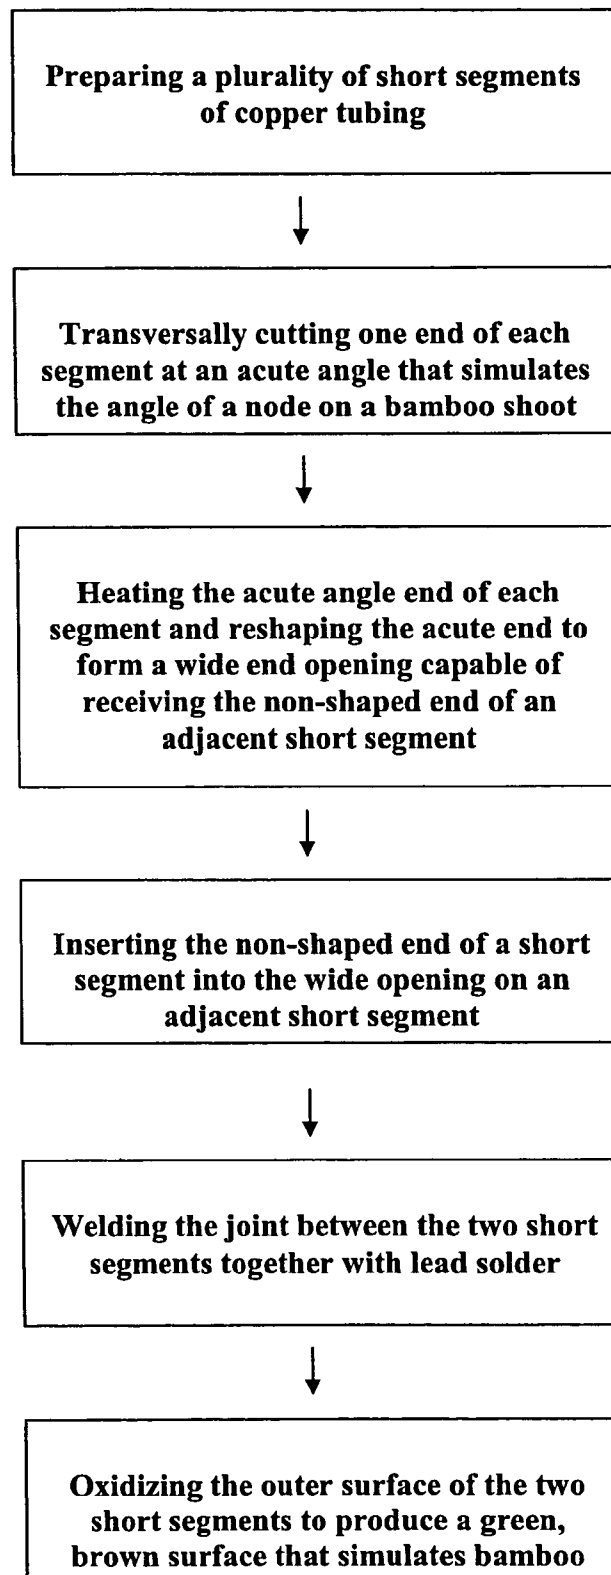 Preparing a plurality of short segments
of copper tubing
Transversally cutting one end of each
segment at an acute angle that simulates
the angle of a node on a bamboo shoot
Heating the acute angle end of each
segment and reshaping the acute end to
form a wide end opening capable of
receiving the non-shaped end of an
adjacent short segment
Inserting the non-shaped end of a short
segment into the wide opening on an
adjacent short segment
Welding the joint between the two short
segments together with lead solder
Oxidizing the outer surface of the two
short segments to produce a green,
brown surface that simulates bamboo